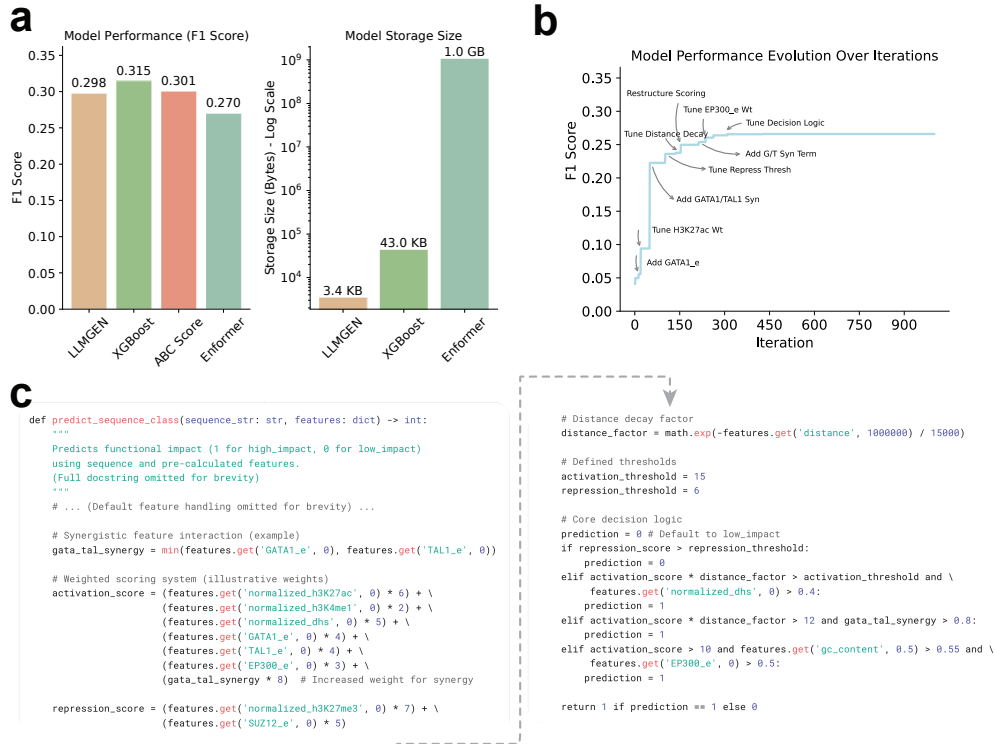 a
Model Performance (F1 Score)
F1 Score
0.35
0.30
0.25
0.20
0.15
0.10
0.05
0.00
0.298
0.315
0.301
0.270
LLMGEN
XGBoost
ABC Score
Enformer
Model Storage Size
Storage Size (Bytes) - Log Scale
10^9
10^8
10^7
10^6
10^5
10^4
3.4 KB
43.0 KB
1.0 GB
LLMGEN
XGBoost
Enformer
b
Model Performance Evolution Over Iterations
F1 Score
0.35
0.30
0.25
0.20
0.15
0.10
0.05
0.00
Restructure Scoring
Tune EP300_e Wt
Tune Decision Logic
Tune Distance Decay
Add G/T Syn Term
Tune Repress Thresh
Add GATA1/TAL1 Syn
Tune H3K27ac Wt
Add GATA1_e
0 150 300 450 600 750 900
Iteration
c
def predict_sequence_class(sequence_str: str, features: dict) -> int:
"""
Predicts functional impact (1 for high_impact, 0 for low_impact)
using sequence and pre-calculated features.
(Full docstring omitted for brevity)
"""
# ... (Default feature handling omitted for brevity) ...
# Synergistic feature interaction (example)
gata_tal_synergy = min(features.get('GATA1_e', 0), features.get('TAL1_e', 0))
# Weighted scoring system (illustrative weights)
activation_score = (features.get('normalized_h3K27ac', 0) * 6) + \
(features.get('normalized_h3K4me1', 0) * 2) + \
(features.get('normalized_dhs', 0) * 5) + \
(features.get('GATA1_e', 0) * 4) + \
(features.get('TAL1_e', 0) * 4) + \
(features.get('EP300_e', 0) * 3) + \
(gata_tal_synergy * 8) # Increased weight for synergy
repression_score = (features.get('normalized_h3K27me3', 0) * 7) + \
(features.get('SUZ12_e', 0) * 5)
# Distance decay factor
distance_factor = math.exp(-features.get('distance', 1000000) / 15000)
# Defined thresholds
activation_threshold = 15
repression_threshold = 6
# Core decision logic
prediction = 0 # Default to low_impact
if repression_score > repression_threshold:
prediction = 0
elif activation_score * distance_factor > activation_threshold and \
features.get('normalized_dhs', 0) > 0.4:
prediction = 1
elif activation_score * distance_factor > 12 and gata_tal_synergy > 0.8:
prediction = 1
elif activation_score > 10 and features.get('gc_content', 0.5) > 0.55 and \
features.get('EP300_e', 0) > 0.5:
prediction = 1
return 1 if prediction == 1 else 0